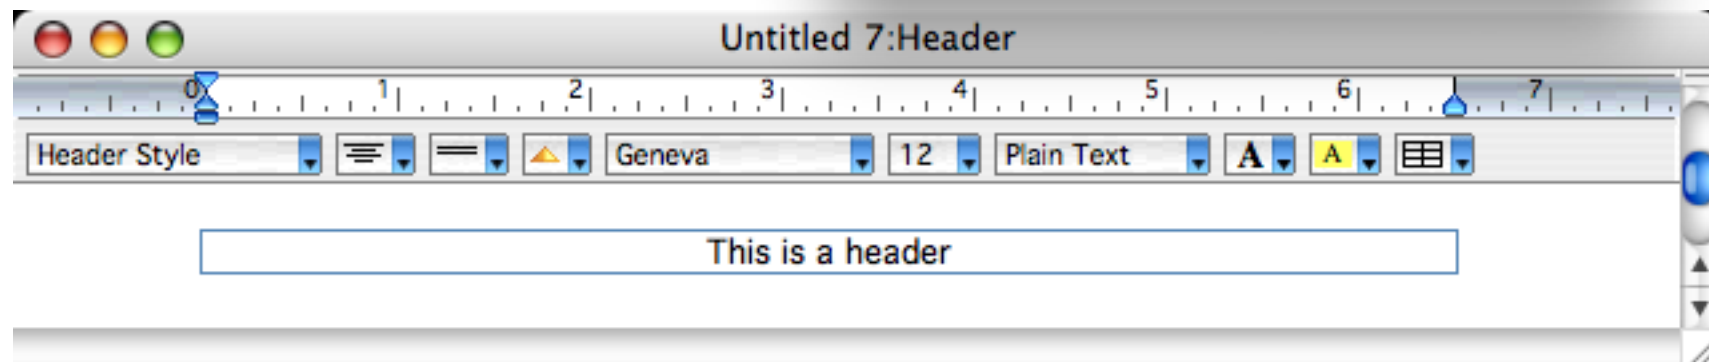 Untitled 7:Header
0 1 2 3 4 5 6 7
Header Style Geneva 12 Plain Text A A
This is a header